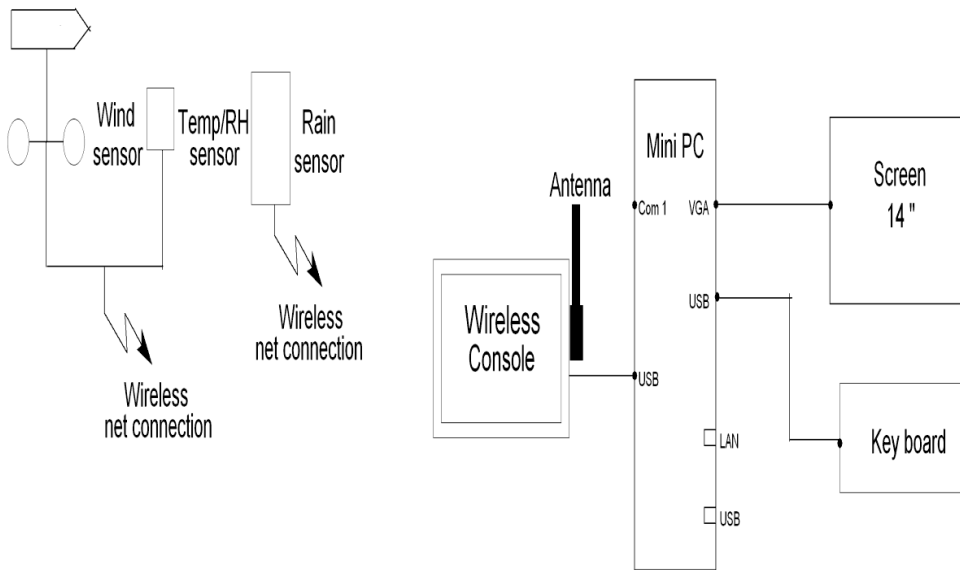 Wind
sensor
Temp/RH
sensor
Rain
sensor
Wireless
net connection
Wireless
net connection
Antenna
Wireless
Console
Mini PC
Com 1
VGA
USB
USB
LAN
USB
Screen
14 "
Key board